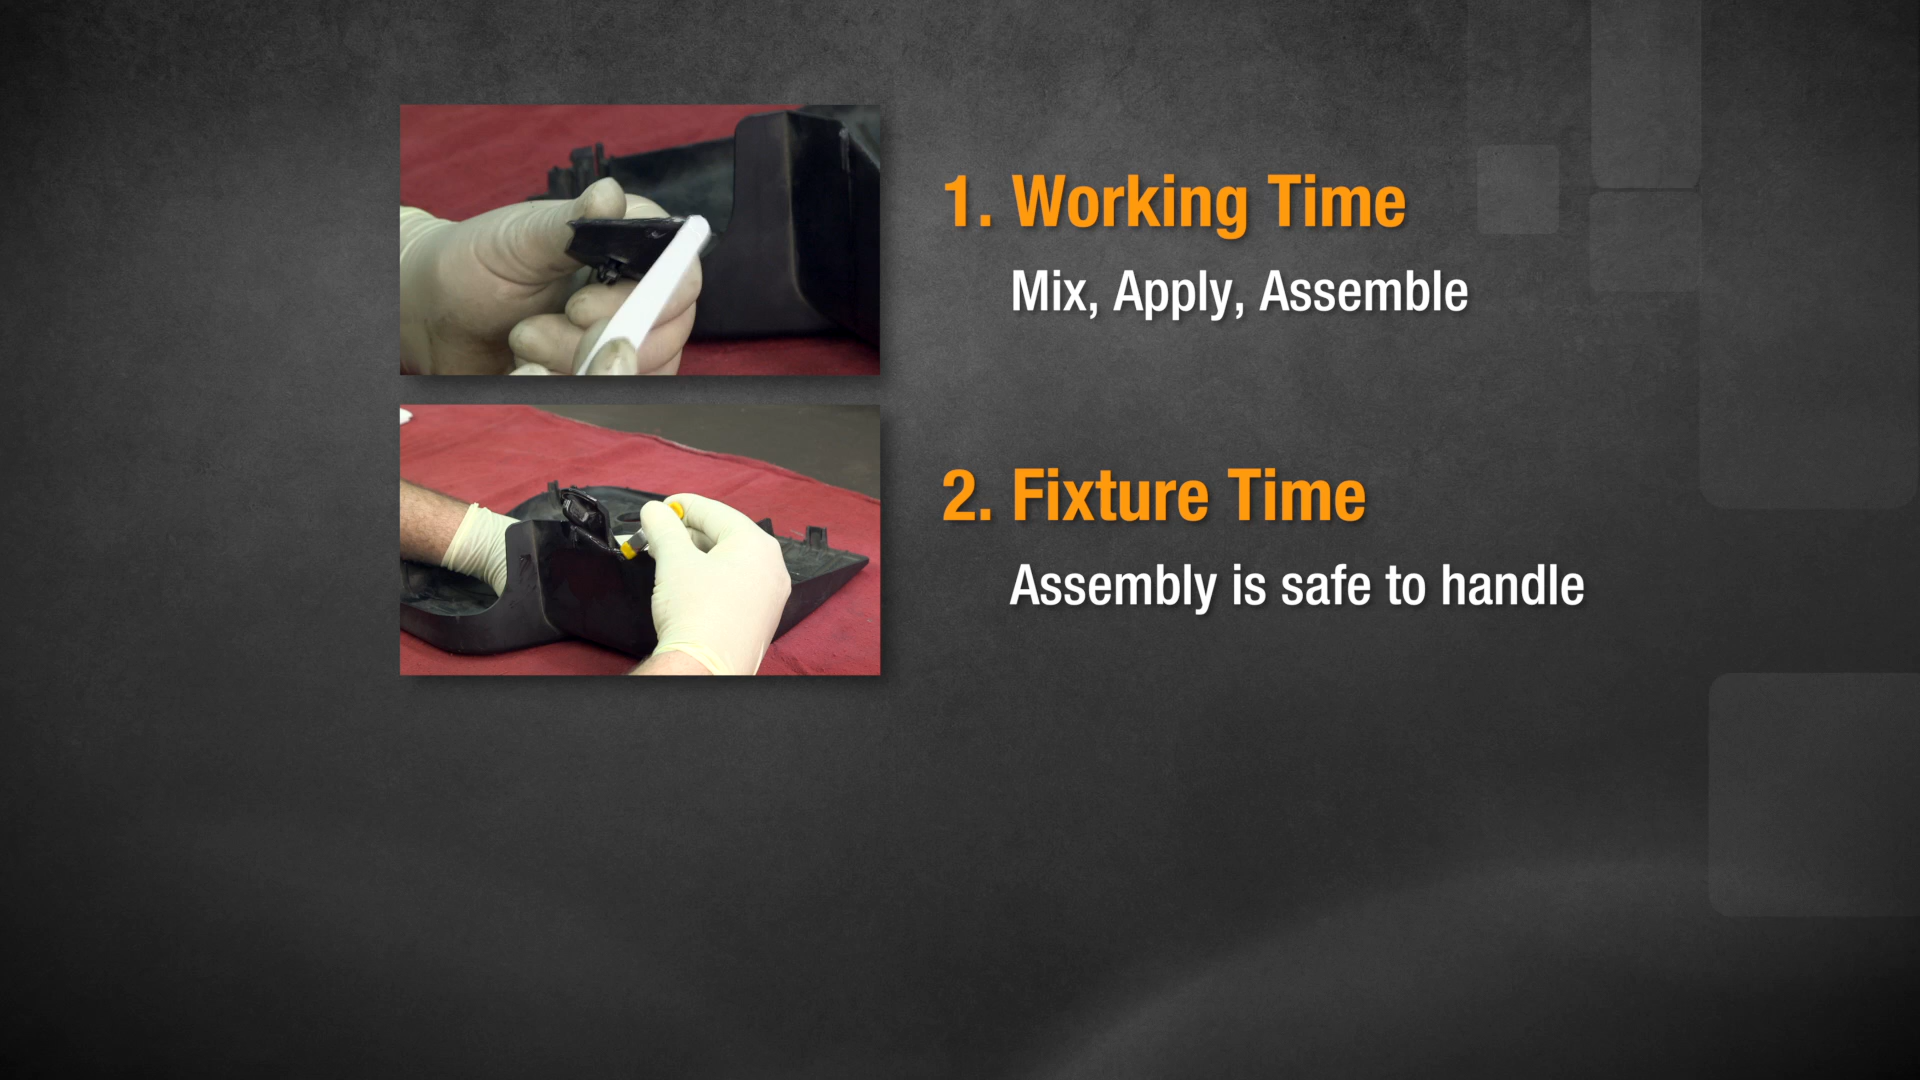 1. Working Time
Mix, Apply, Assemble
2. Fixture Time
Assembly is safe to handle